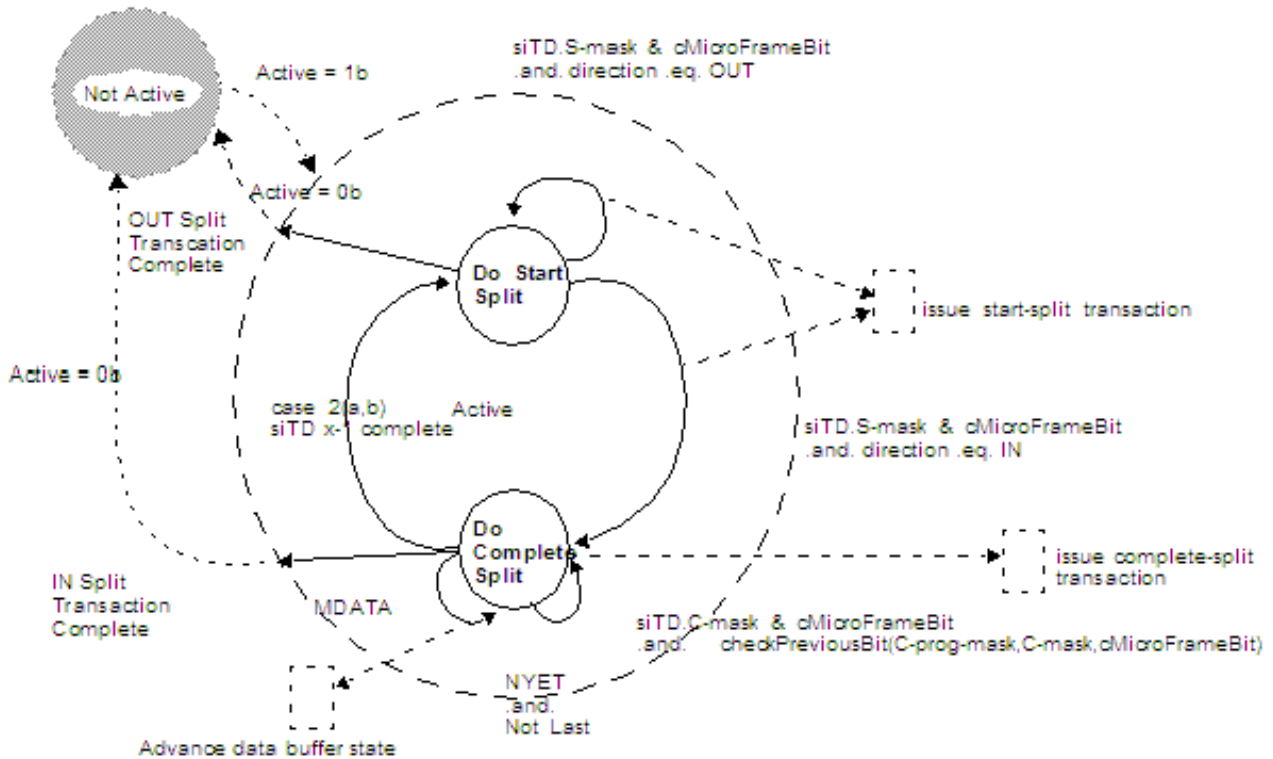 siTD.S-mask & cMicroFrameBit
.and. direction .eq. OUT
Active = 1b
Not Active
Active = 0b
OUT Split
Transcation
Complete
Do Start
Split
issue start-split transaction
Active = 0b
case 2(a,b)
siTD x-1 complete
Active
siTD.S-mask & cMicroFrameBit
.and. direction .eq. IN
Do
Complete
Split
issue complete-split
transaction
IN Split
Transaction
Complete
MDATA
siTD.C-mask & cMicroFrameBit
.and. checkPreviousBit(C-prog-mask,C-mask,cMicroFrameBit)
NYET
.and.
Not Last
Advance data buffer state